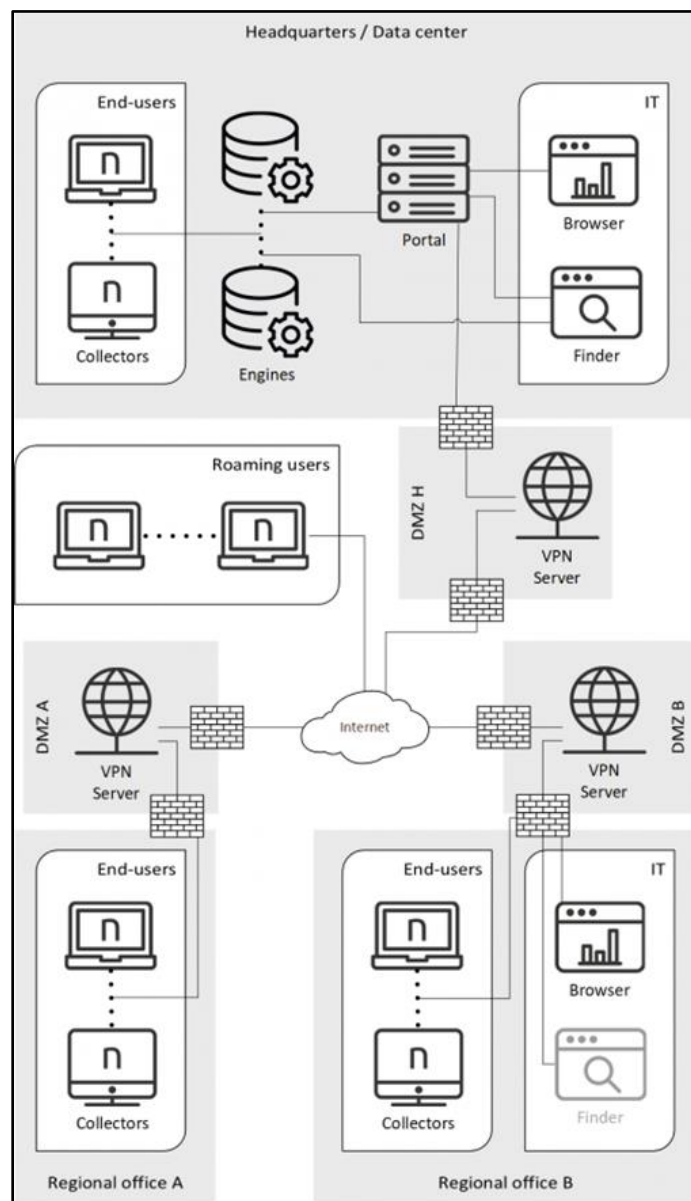 Headquarters / Data center
End-users
IT
n
Browser
Portal
n
Collectors
Engines
Finder
Roaming users
n
n
DMZ H
VPN
Server
DMZ A
VPN
Server
Internet
VPN
Server
DMZ B
End-users
n
n
Collectors
Regional office A
End-users
n
n
Collectors
IT
Browser
Finder
Regional office B